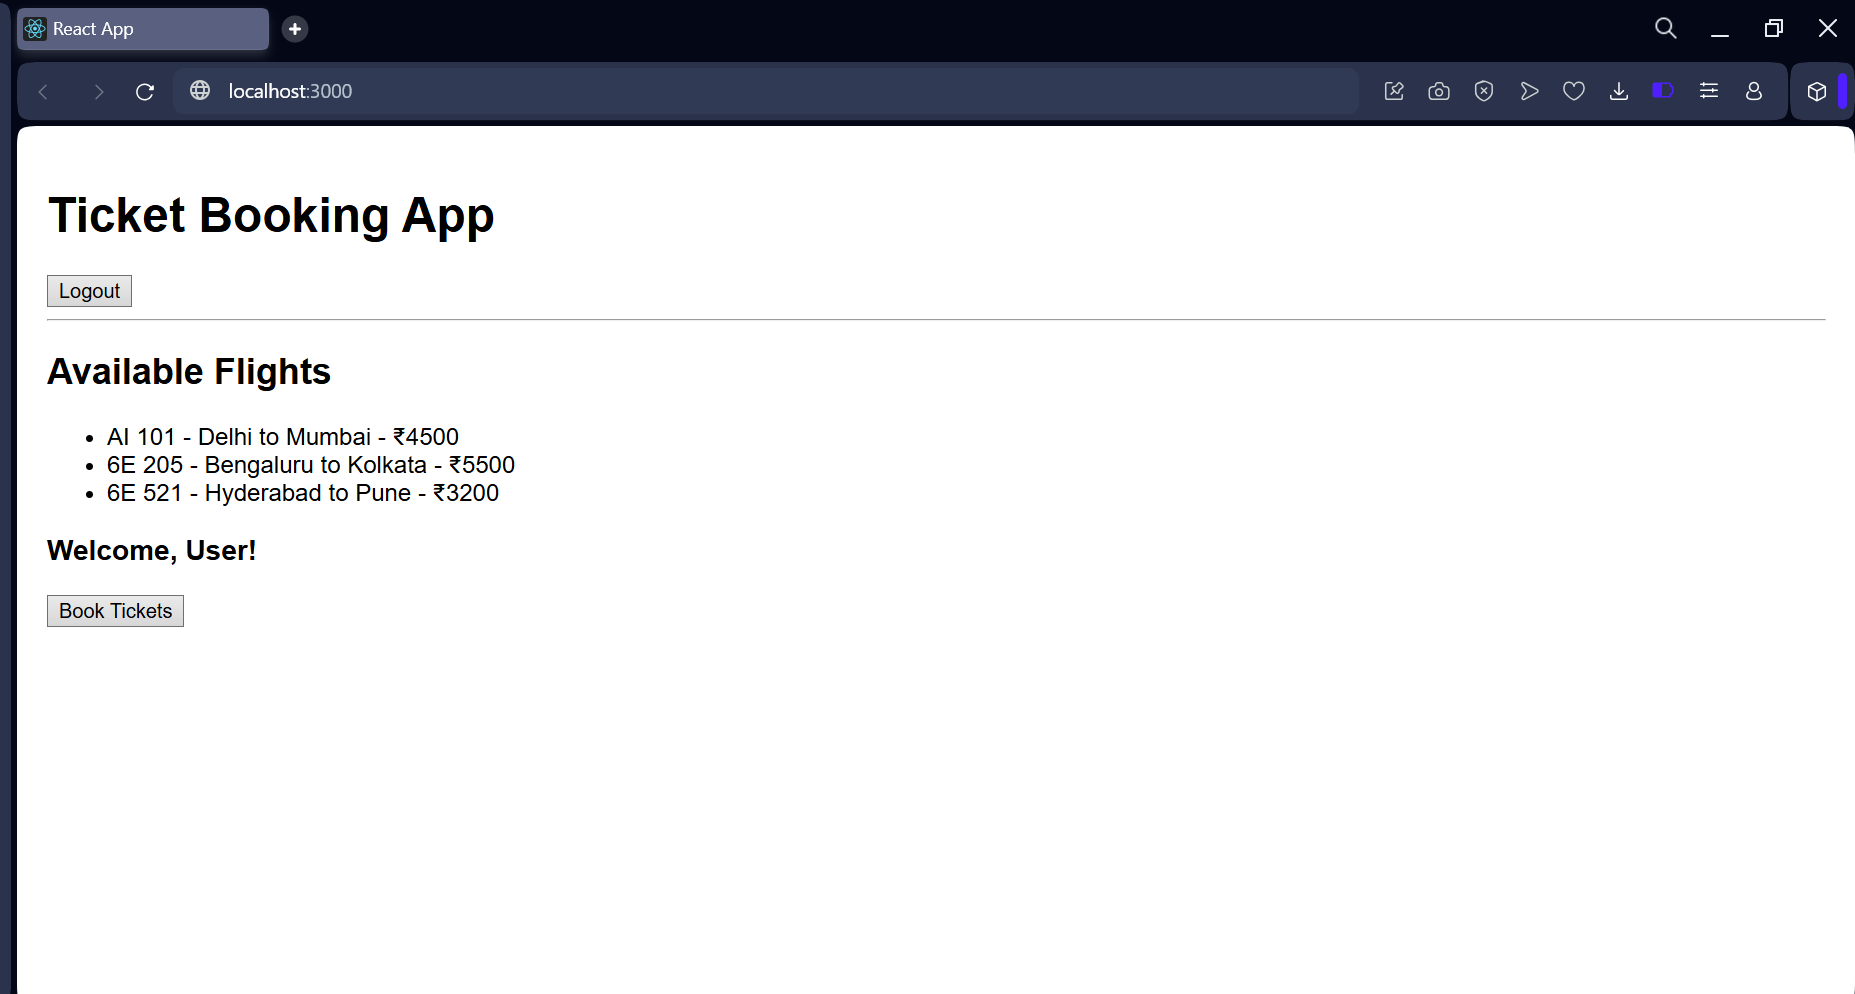 React App
localhost:3000
Ticket Booking App
Logout
Available Flights
AI 101 - Delhi to Mumbai - ₹4500
6E 205 - Bengaluru to Kolkata - ₹5500
6E 521 - Hyderabad to Pune - ₹3200
Welcome, User!
Book Tickets